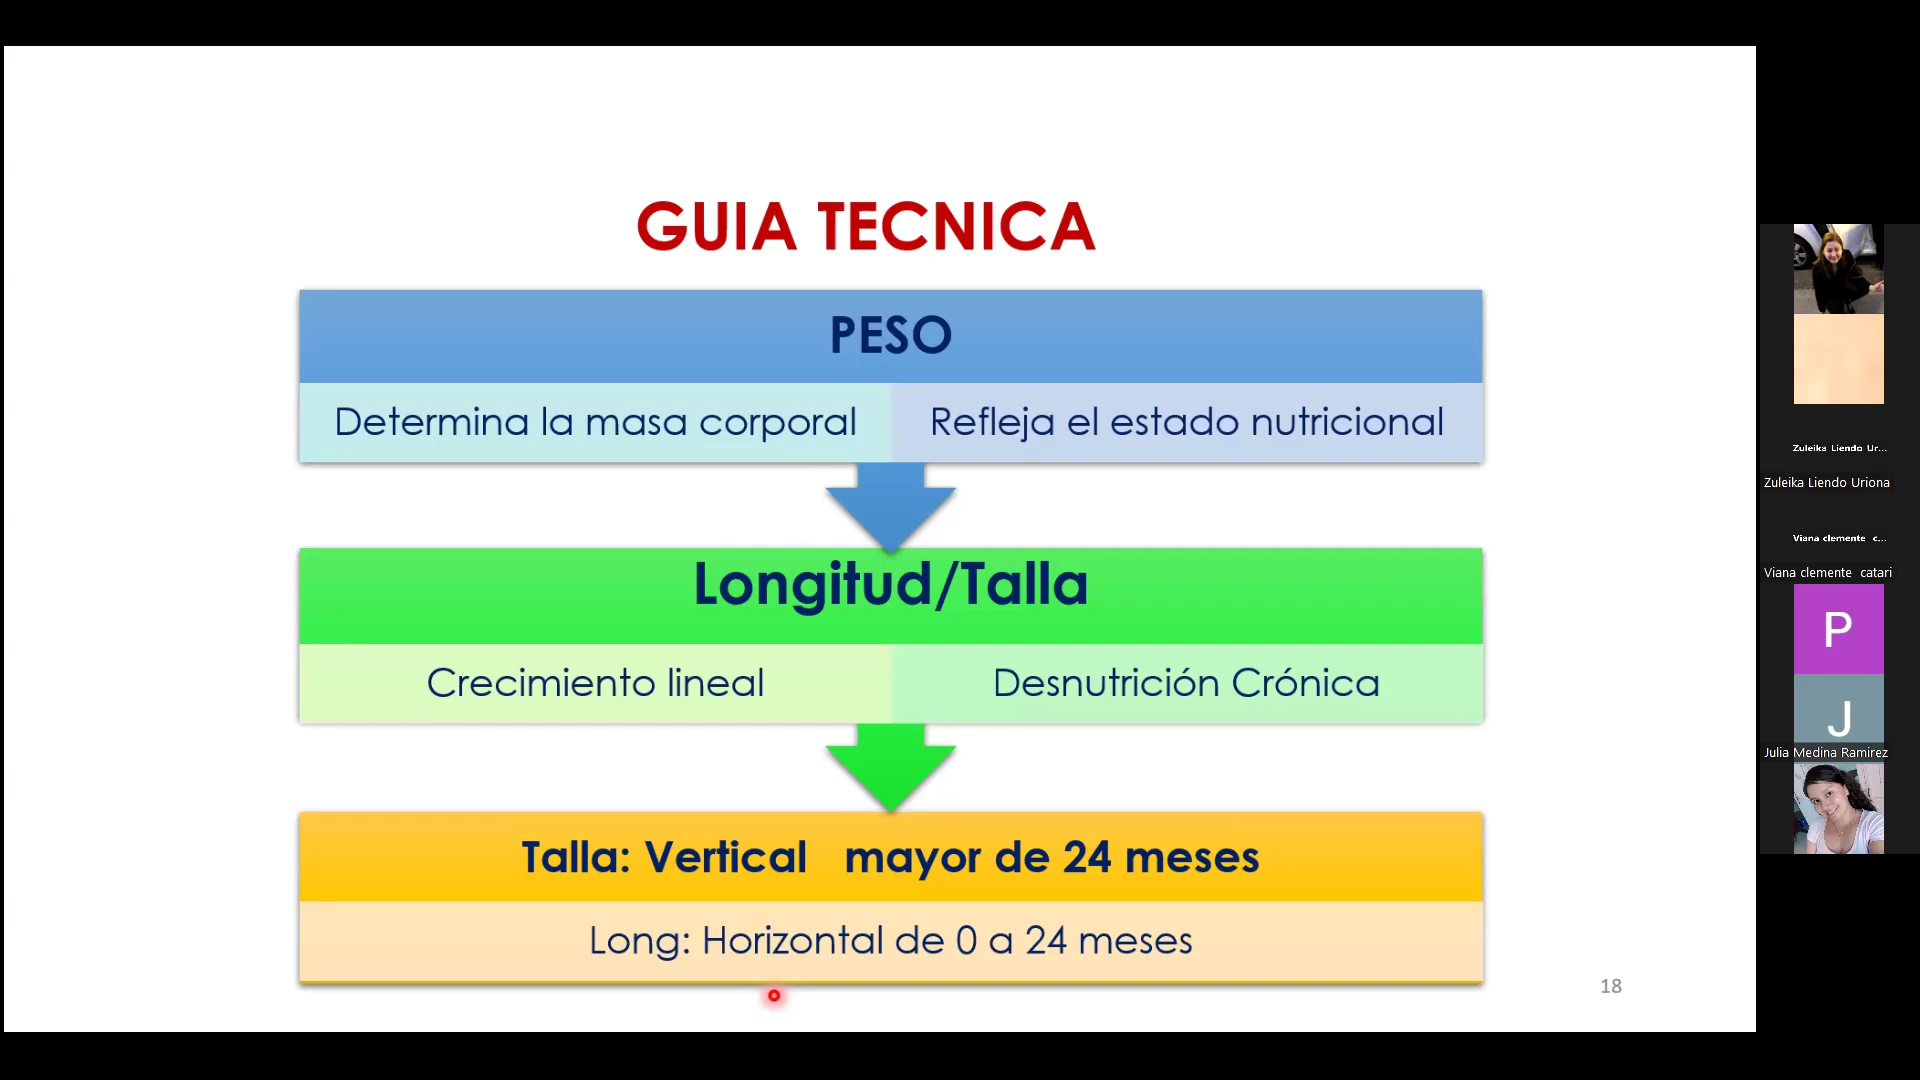 GUIA TECNICA
PESO
Determina la masa corporal
Refleja el estado nutricional
Longitud/Talla
Crecimiento lineal
Desnutrición Crónica
Talla: Vertical   mayor de 24 meses
Long: Horizontal de 0 a 24 meses
18
Zuleika Liendo Ur...
Zuleika Liendo Uriona
Viana clemente  c...
Viana clemente  catari
P
J
Julia Medina Ramirez